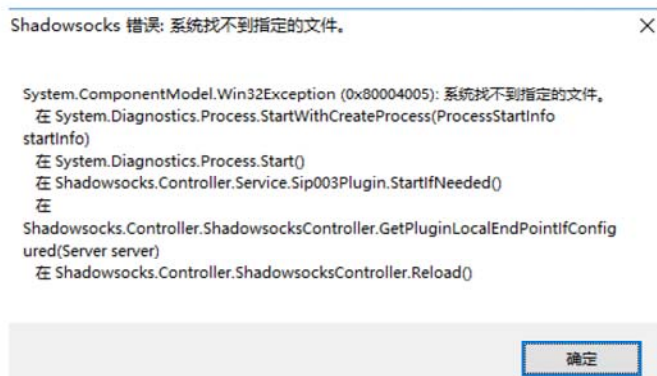 Shadowsocks 错误: 系统找不到指定的文件。
System.ComponentModel.Win32Exception (0x80004005): 系统找不到指定的文件。
在 System.Diagnostics.Process.StartWithCreateProcess(ProcessStartInfo
startInfo)
在 System.Diagnostics.Process.Start()
在 Shadowsocks.Controller.Service.Sip003Plugin.StartIfNeeded()
在
Shadowsocks.Controller.ShadowsocksController.GetPluginLocalEndPointIfConfig
ured(Server server)
在 Shadowsocks.Controller.ShadowsocksController.Reload()
确定